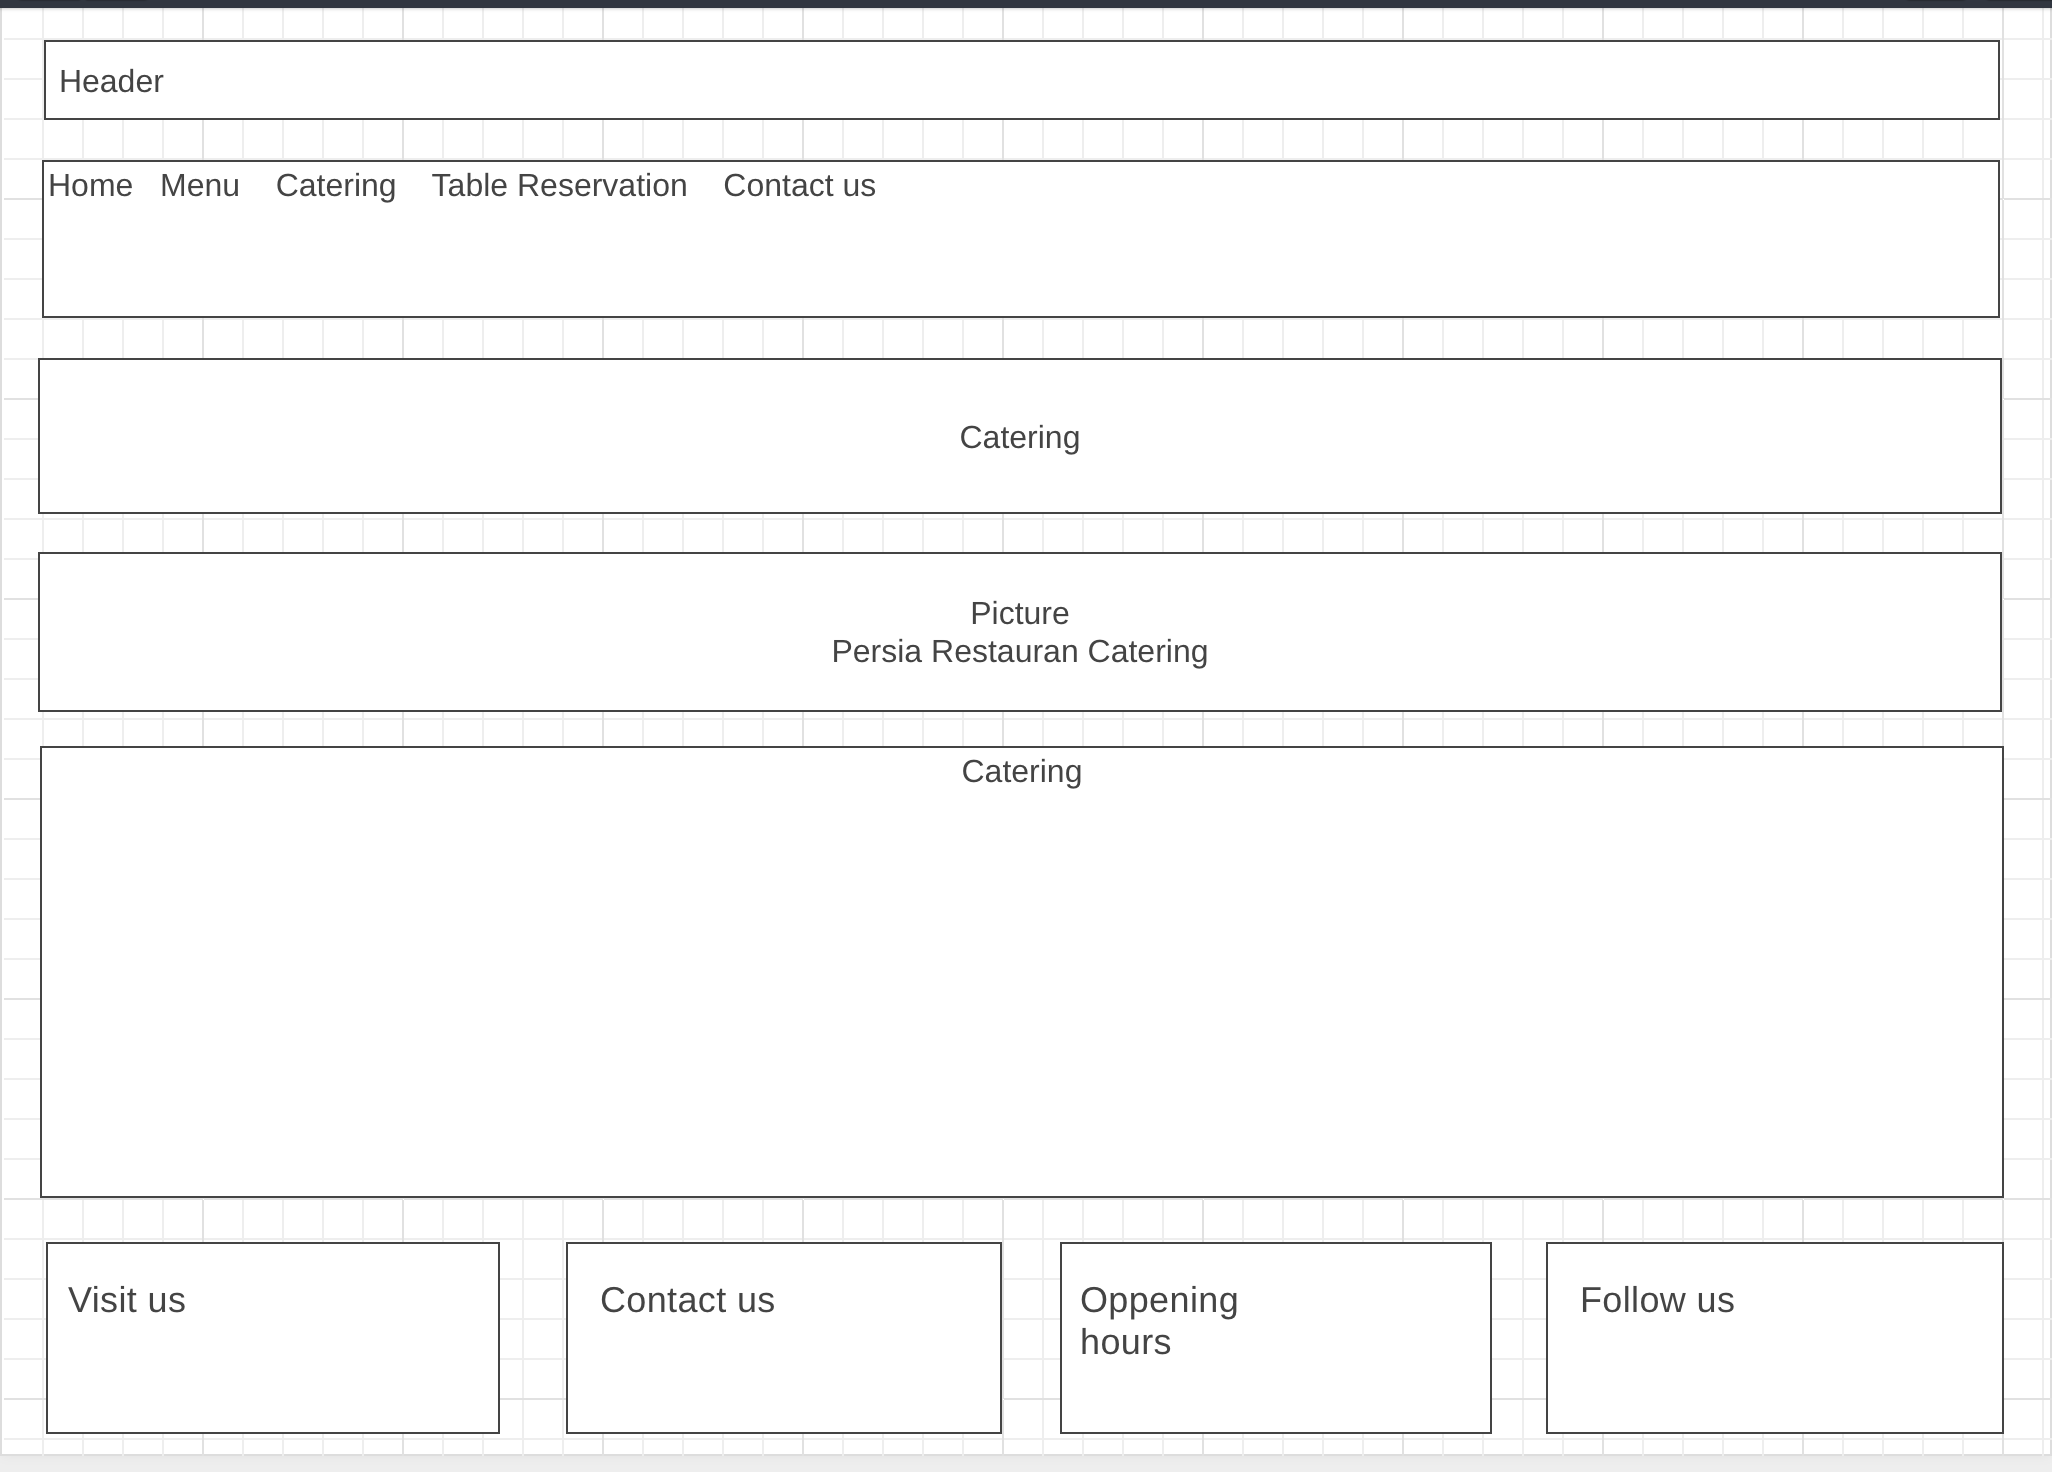 Header
Home Menu Catering Table Reservation Contact us
Catering
Picture
Persia Restauran Catering
Catering
Visit us
Contact us
Oppening
hours
Follow us